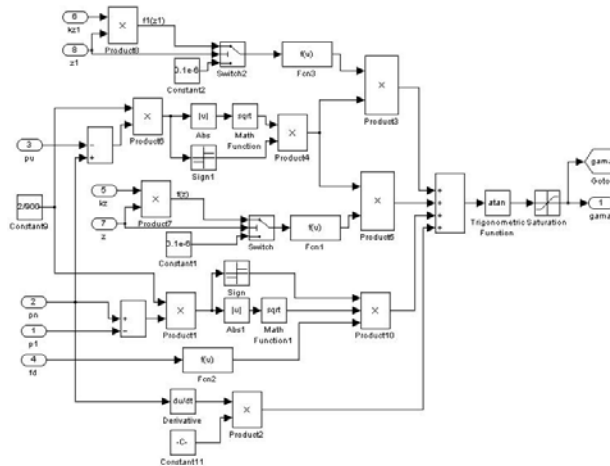 6
kz1
8
z1
×
Product8
f1(z1)
0.1e-6
Constant2
Switch2
f(u)
Fcn3
×
Product3
3
pu
−
+
×
Product6
|u|
Abs
sqrt
Math
Function
Sign1
×
Product4
2/900
Constant9
5
kz
7
z
×
Product7
f(z)
0.1e-6
Constant1
Switch
f(u)
Fcn1
×
Product5
+
+
+
+
atan
Trigonometric
Function
Saturation
gama
Goto
1
gama
2
pn
1
p1
+
−
×
Product1
Sign
|u|
Abs1
sqrt
Math
Function1
×
Product10
4
fd
f(u)
Fcn2
du/dt
Derivative
-C-
Constant11
×
Product2